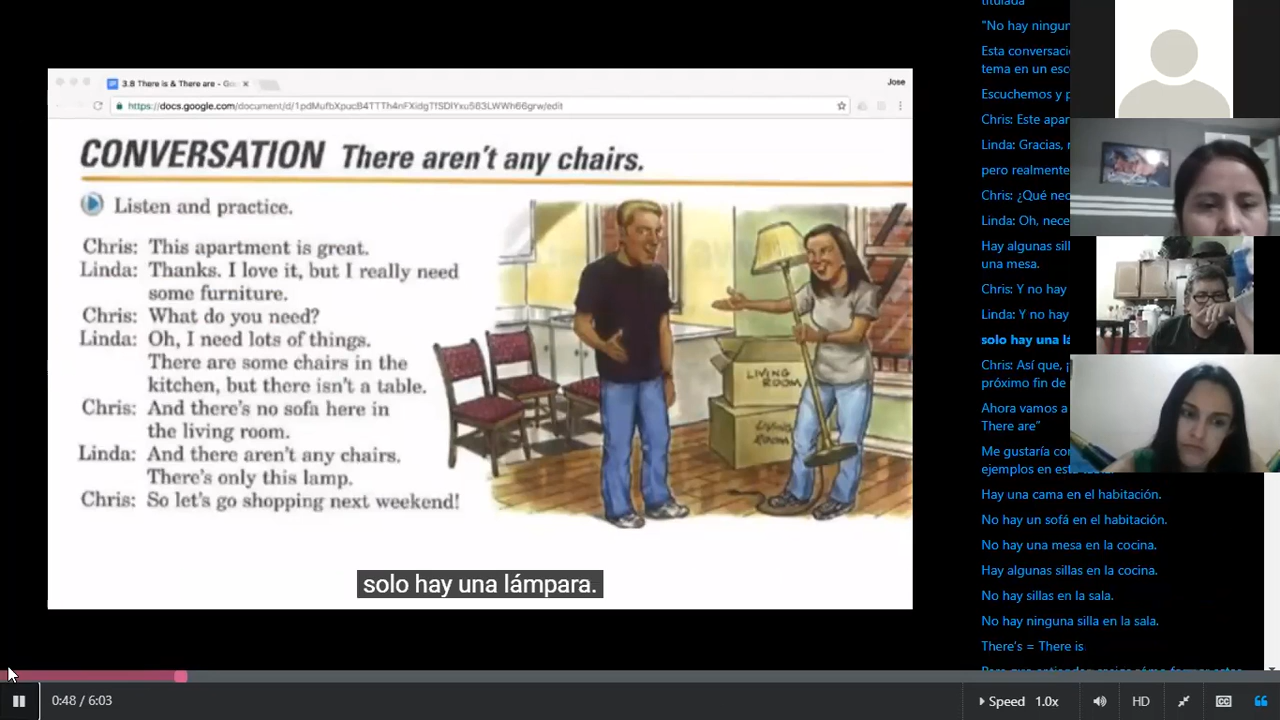 3.8 There is & There are - Goo
Jose
https://docs.google.com/document/d/1pdMufbXpucB4TTTh4nFXidgTfSDIYxu563LWWh66grw/edit
CONVERSATION There aren't any chairs.
Listen and practice.
Chris: This apartment is great.
Linda: Thanks. I love it, but I really need
some furniture.
Chris: What do you need?
Linda: Oh, I need lots of things.
There are some chairs in the
kitchen, but there isn't a table.
Chris: And there's no sofa here in
the living room.
Linda: And there aren't any chairs.
There's only this lamp.
Chris: So let's go shopping next weekend!
LIVING
ROOM
Living
Room
solo hay una lámpara.
0:48 / 6:03
Speed 1.0x
HD
CC
titulada
"No hay ningun
Esta conversaci
tema en un esc
Escuchemos y p
Chris: Este apar
Linda: Gracias,
pero realmente
Chris: ¿Qué nec
Linda: Oh, nece
Hay algunas sill
una mesa.
Chris: Y no hay
Linda: Y no hay
solo hay una lá
Chris: Así que, ¡
próximo fin de
Ahora vamos a
There are"
Me gustaría con
ejemplos en est
Hay una cama en el habitación.
No hay un sofá en el habitación.
No hay una mesa en la cocina.
Hay algunas sillas en la cocina.
No hay sillas en la sala.
No hay ninguna silla en la sala.
There's = There is